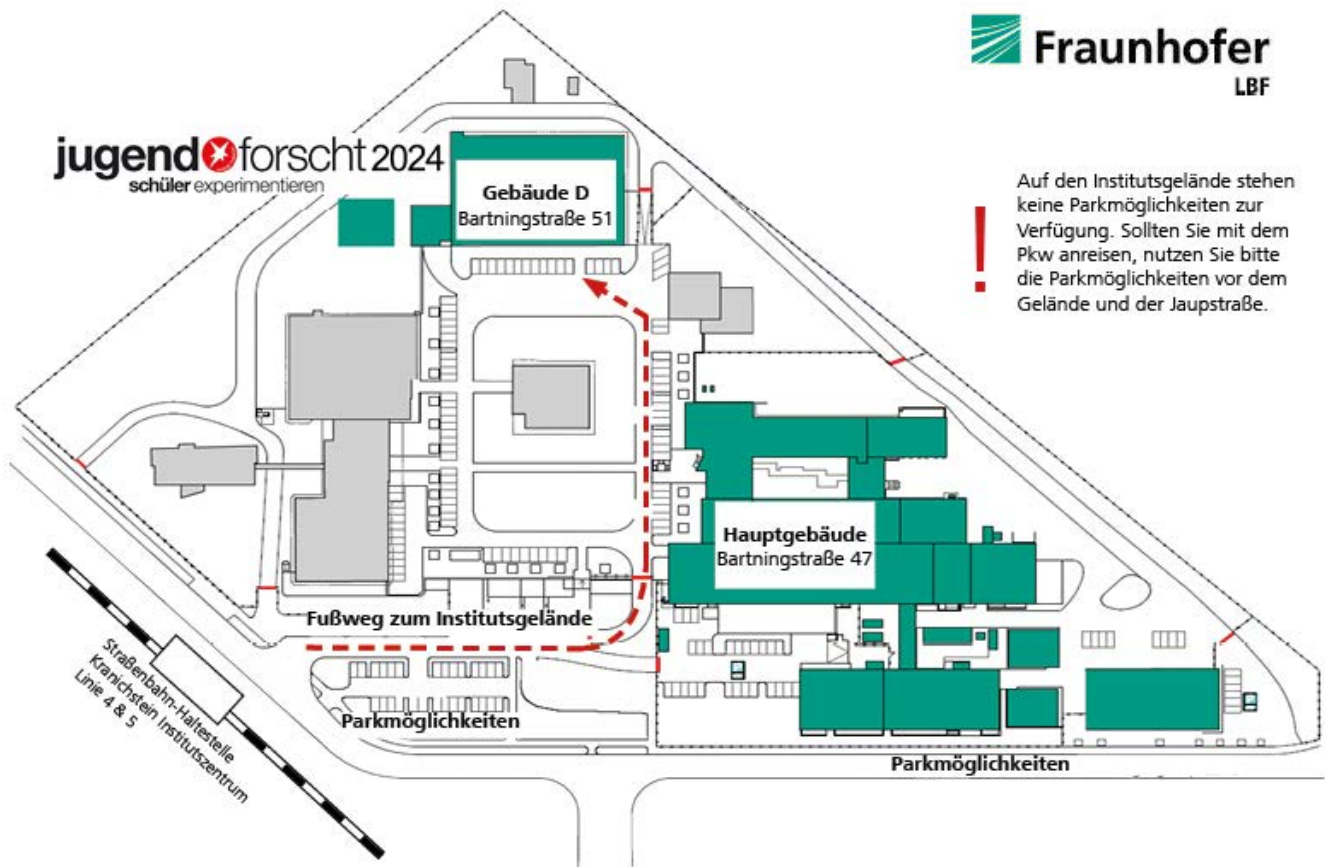 Fraunhofer
LBF
jugend forscht 2024
schüler experimentieren
Auf den Institutsgelände stehen
keine Parkmöglichkeiten zur
Verfügung. Sollten Sie mit dem
Pkw anreisen, nutzen Sie bitte
die Parkmöglichkeiten vor dem
Gelände und der Jaupstraße.
!
Gebäude D
Bartningstraße 51
Hauptgebäude
Bartningstraße 47
Fußweg zum Institutsgelände
Straßenbahn-Haltestelle
Kranichstein Institutszentrum
Linie 4 & 5
Parkmöglichkeiten
Parkmöglichkeiten